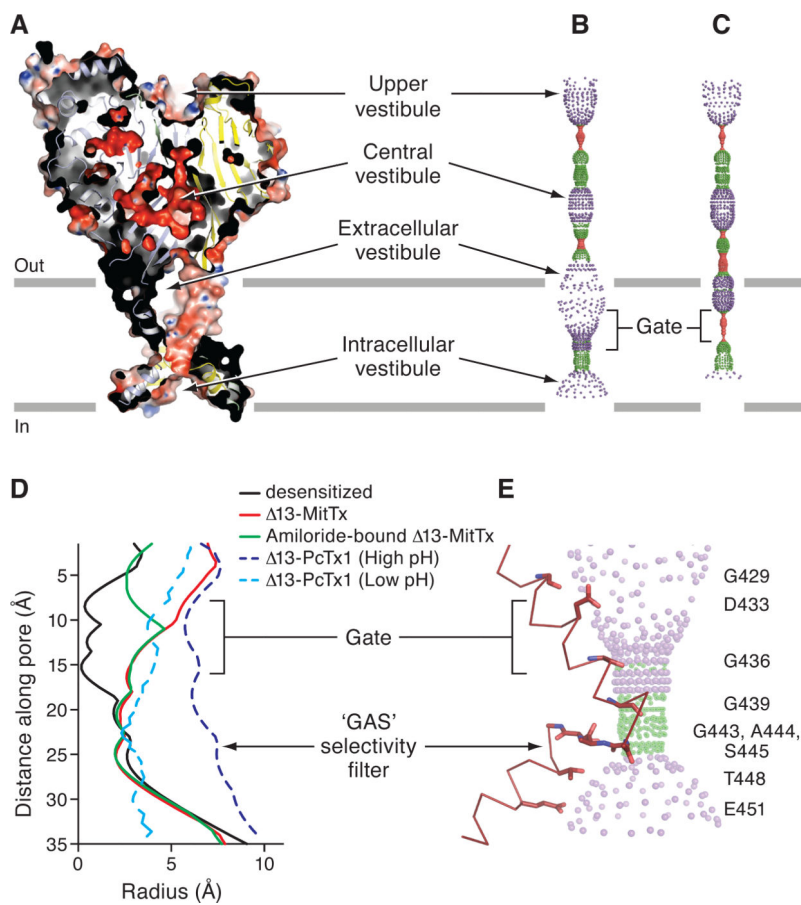 A
B
C
Upper
vestibule
Central
vestibule
Extracellular
vestibule
Out
Gate
Intracellular
vestibule
In
D
desensitized
Δ13-MitTx
Amiloride-bound Δ13-MitTx
Δ13-PcTx1 (High pH)
Δ13-PcTx1 (Low pH)
E
Distance along pore (Å)
5
10
15
20
25
30
35
0
5
10
Radius (Å)
Gate
‘GAS’
selectivity
filter
G429
D433
G436
G439
G443, A444,
S445
T448
E451